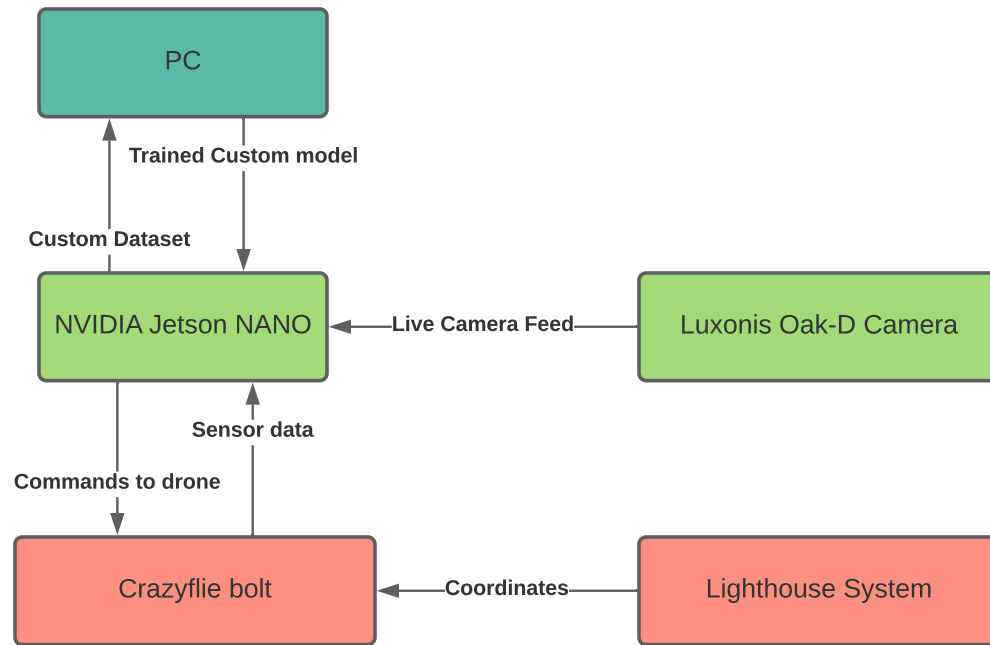 PC
Trained Custom model
Custom Dataset
NVIDIA Jetson NANO
Live Camera Feed
Luxonis Oak-D Camera
Sensor data
Commands to drone
Crazyflie bolt
Coordinates
Lighthouse System